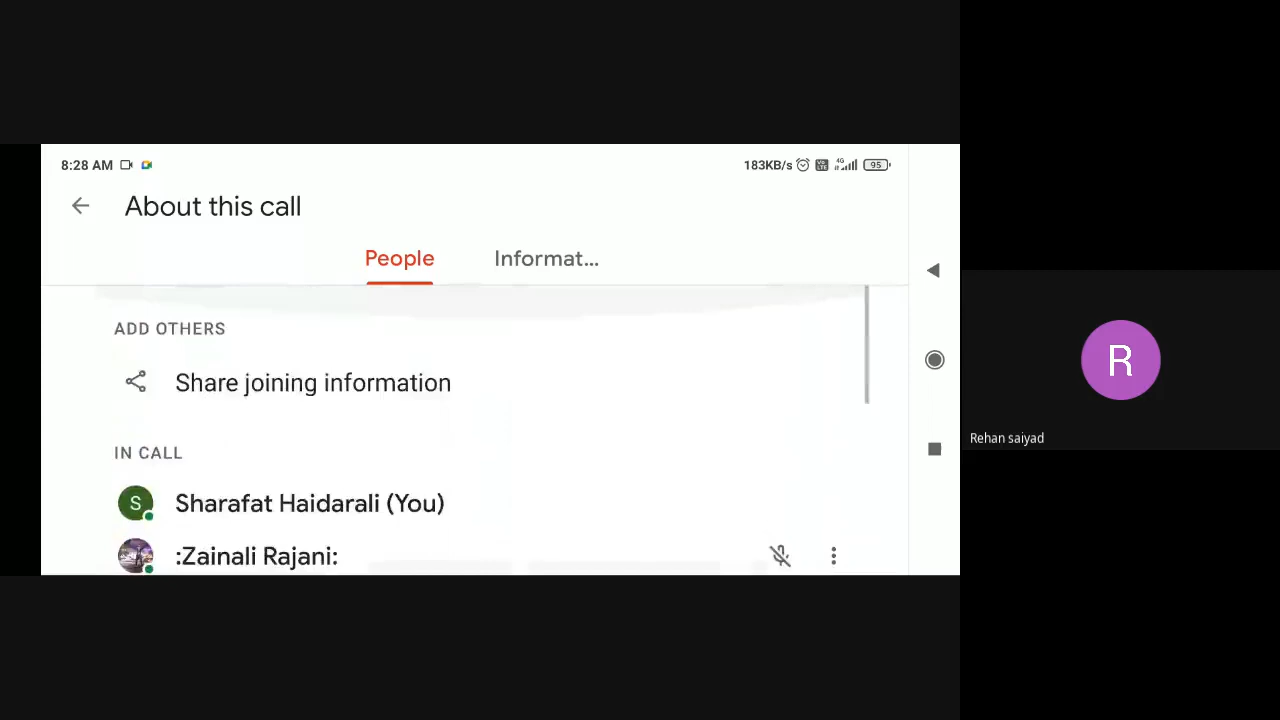 8:28 AM
183KB/s 4G 95
About this call
People Informat...
ADD OTHERS
Share joining information
IN CALL
S Sharafat Haidarali (You)
:Zainali Rajani:
R
Rehan saiyad